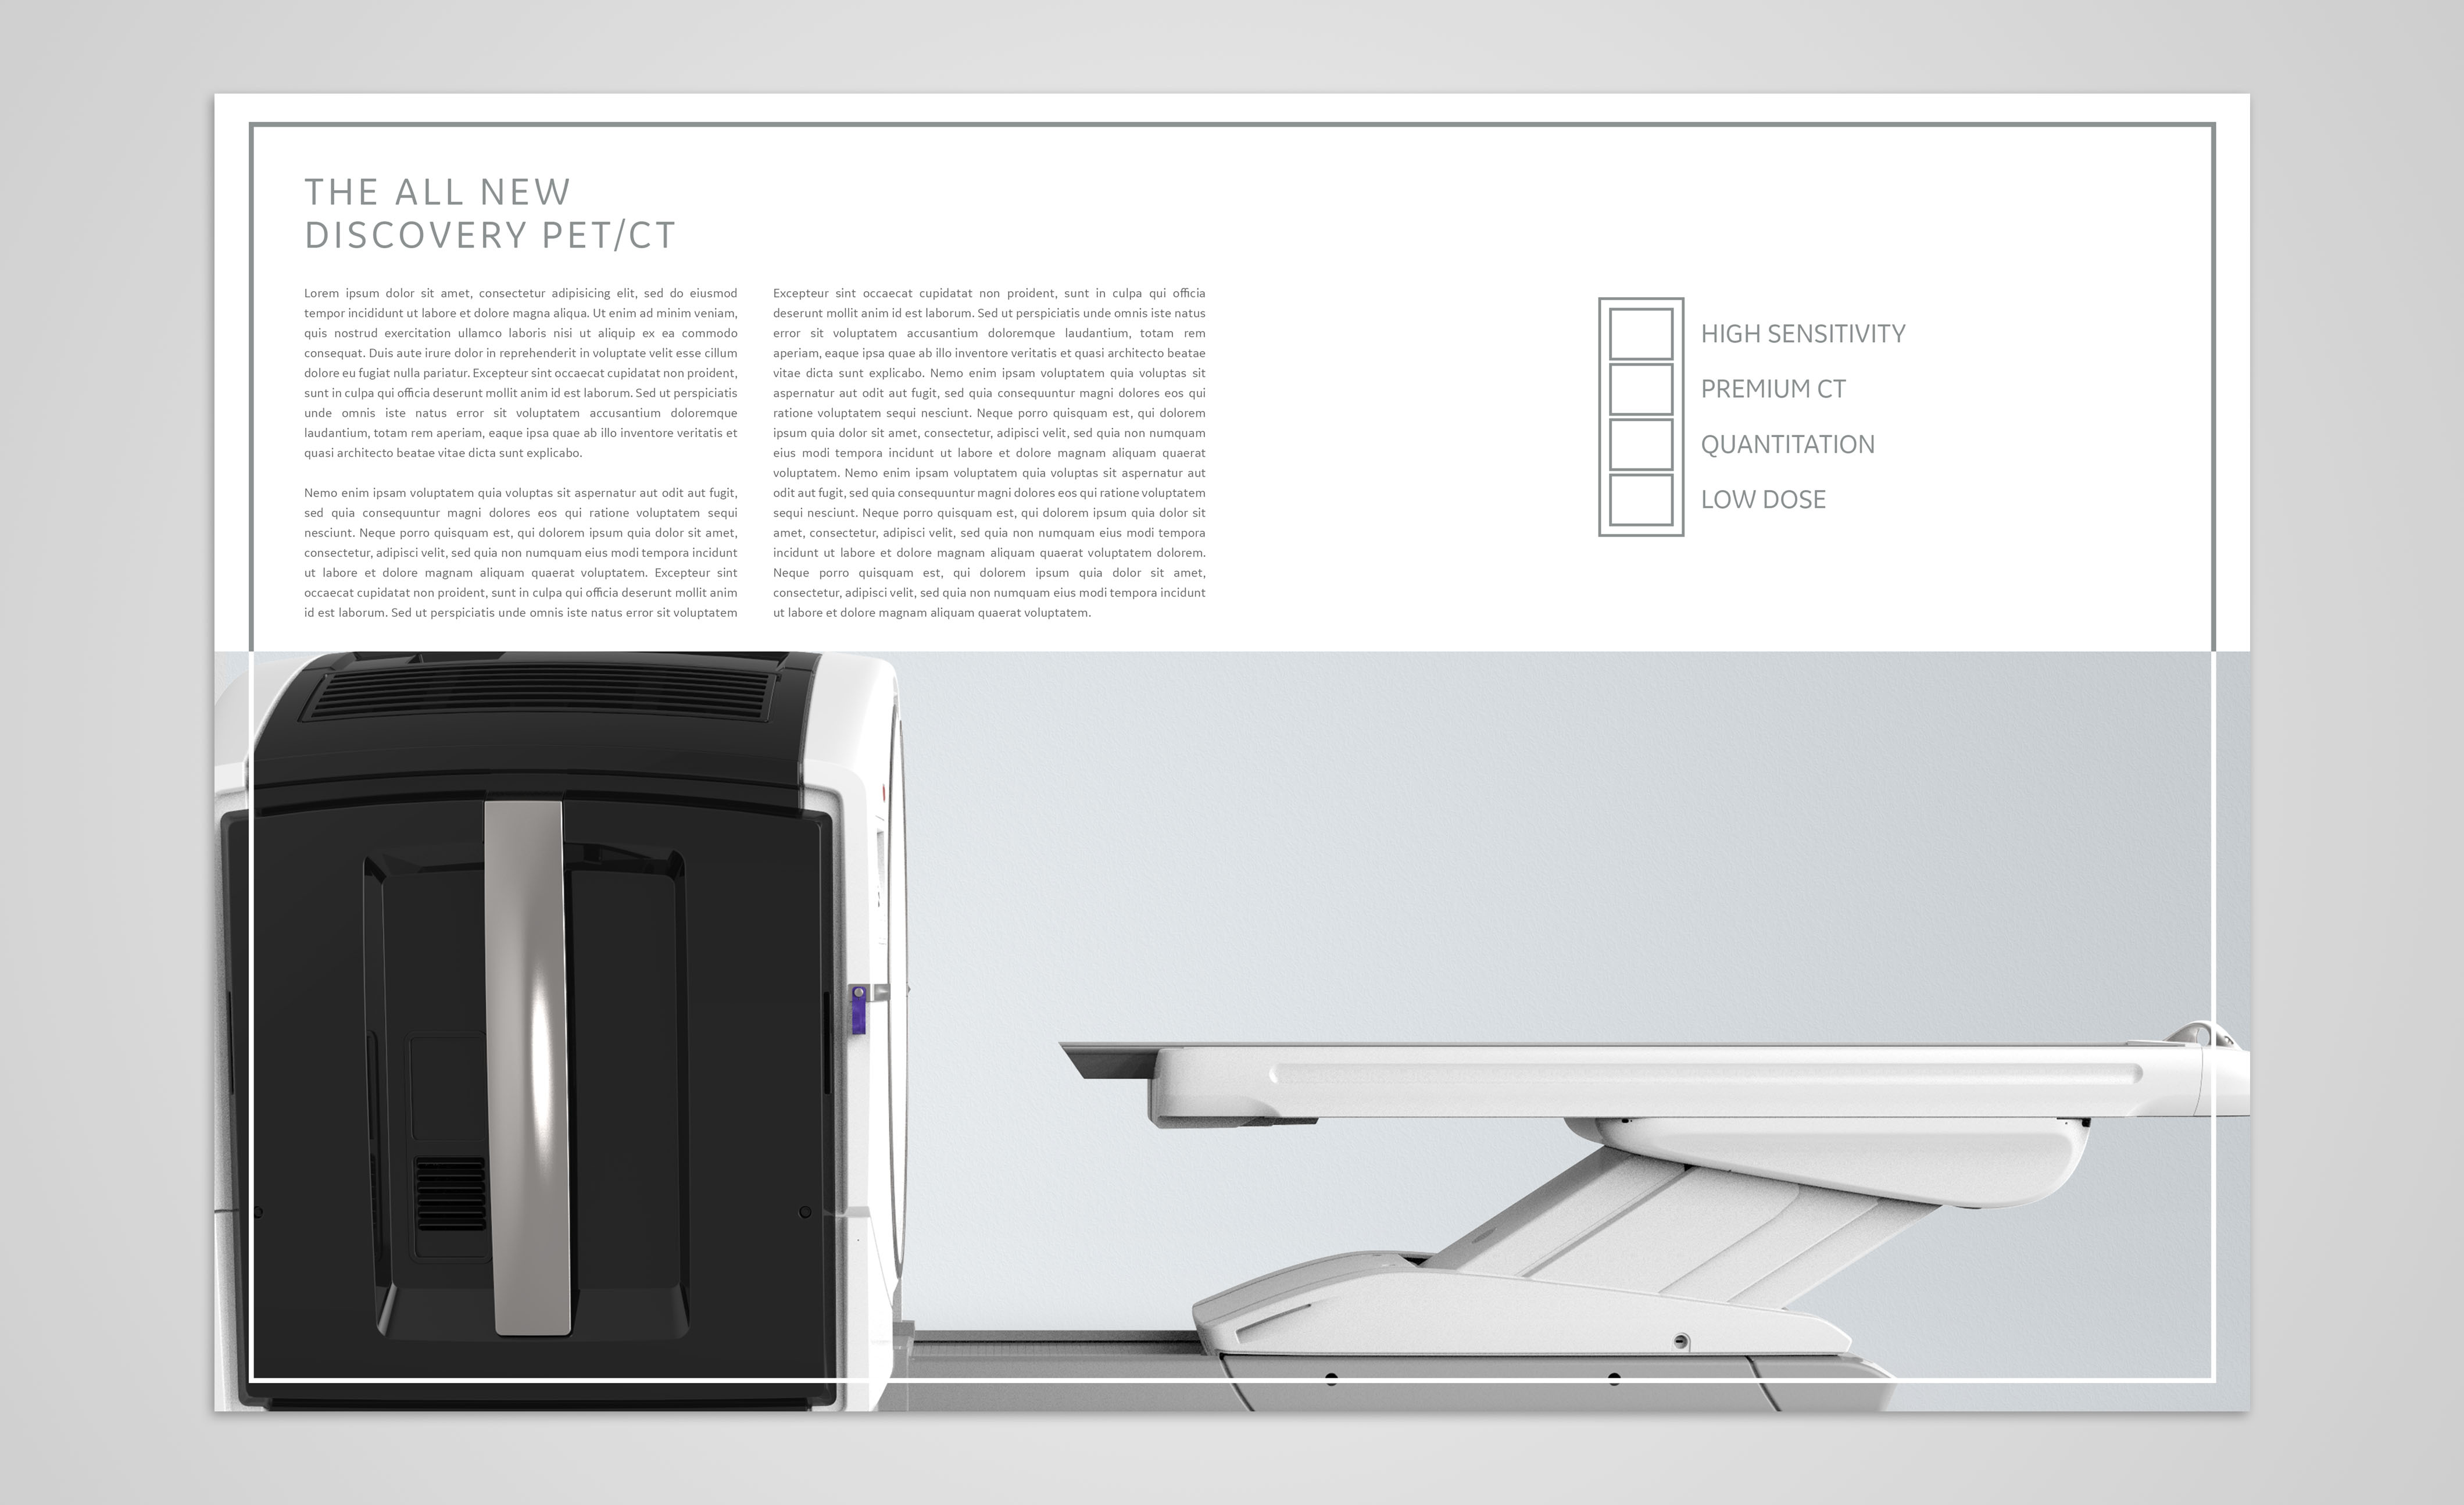 THE ALL NEW
DISCOVERY PET/CT
Lorem ipsum dolor sit amet, consectetur adipisicing elit, sed do eiusmod
tempor incididunt ut labore et dolore magna aliqua. Ut enim ad minim veniam,
quis nostrud exercitation ullamco laboris nisi ut aliquip ex ea commodo
consequat. Duis aute irure dolor in reprehenderit in voluptate velit esse cillum
dolore eu fugiat nulla pariatur. Excepteur sint occaecat cupidatat non proident,
sunt in culpa qui officia deserunt mollit anim id est laborum. Sed ut perspiciatis
unde omnis iste natus error sit voluptatem accusantium doloremque
laudantium, totam rem aperiam, eaque ipsa quae ab illo inventore veritatis et
quasi architecto beatae vitae dicta sunt explicabo.
Nemo enim ipsam voluptatem quia voluptas sit aspernatur aut odit aut fugit,
sed quia consequuntur magni dolores eos qui ratione voluptatem sequi
nesciunt. Neque porro quisquam est, qui dolorem ipsum quia dolor sit amet,
consectetur, adipisci velit, sed quia non numquam eius modi tempora incidunt
ut labore et dolore magnam aliquam quaerat voluptatem. Excepteur sint
occaecat cupidatat non proident, sunt in culpa qui officia deserunt mollit anim
id est laborum. Sed ut perspiciatis unde omnis iste natus error sit voluptatem
Excepteur sint occaecat cupidatat non proident, sunt in culpa qui officia
deserunt mollit anim id est laborum. Sed ut perspiciatis unde omnis iste natus
error sit voluptatem accusantium doloremque laudantium, totam rem
aperiam, eaque ipsa quae ab illo inventore veritatis et quasi architecto beatae
vitae dicta sunt explicabo. Nemo enim ipsam voluptatem quia voluptas sit
aspernatur aut odit aut fugit, sed quia consequuntur magni dolores eos qui
ratione voluptatem sequi nesciunt. Neque porro quisquam est, qui dolorem
ipsum quia dolor sit amet, consectetur, adipisci velit, sed quia non numquam
eius modi tempora incidunt ut labore et dolore magnam aliquam quaerat
voluptatem. Nemo enim ipsam voluptatem quia voluptas sit aspernatur aut
odit aut fugit, sed quia consequuntur magni dolores eos qui ratione voluptatem
sequi nesciunt. Neque porro quisquam est, qui dolorem ipsum quia dolor sit
amet, consectetur, adipisci velit, sed quia non numquam eius modi tempora
incidunt ut labore et dolore magnam aliquam quaerat voluptatem dolorem.
Neque porro quisquam est, qui dolorem ipsum quia dolor sit amet,
consectetur, adipisci velit, sed quia non numquam eius modi tempora incidunt
ut labore et dolore magnam aliquam quaerat voluptatem.
HIGH SENSITIVITY
PREMIUM CT
QUANTITATION
LOW DOSE